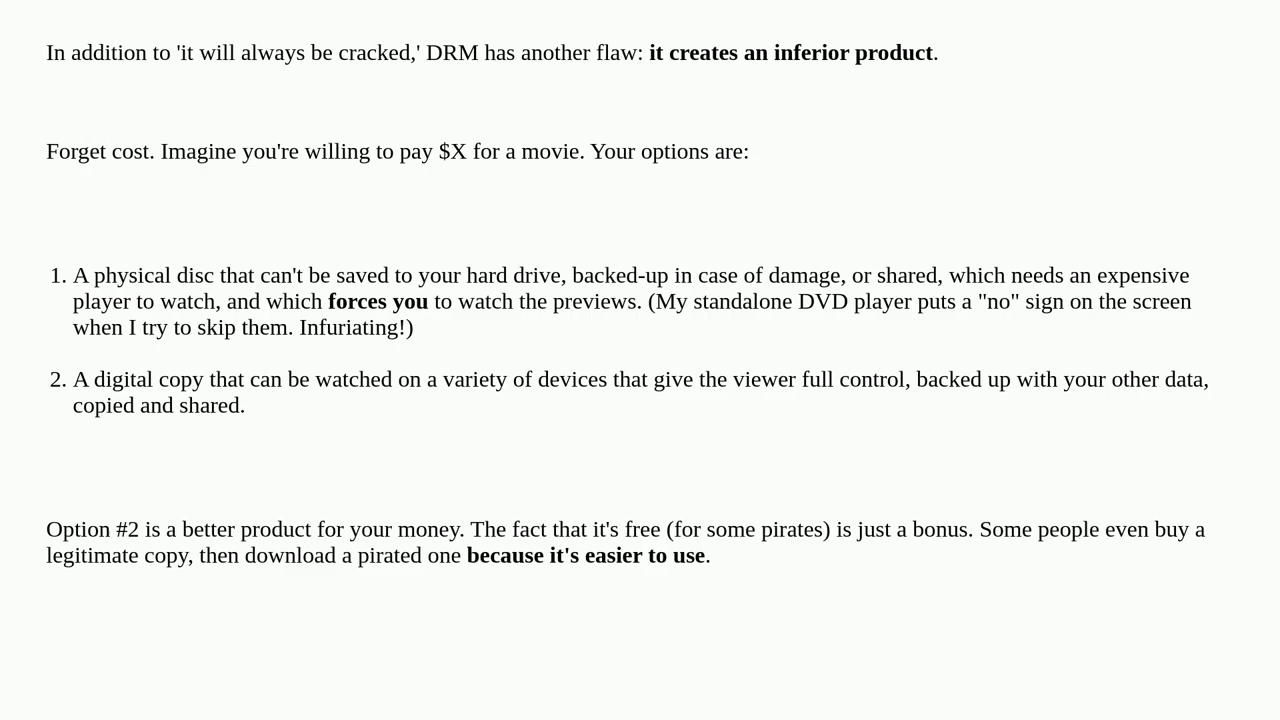 In addition to 'it will always be cracked,' DRM has another flaw: it creates an inferior product.
Forget cost. Imagine you're willing to pay $X for a movie. Your options are:
1. A physical disc that can't be saved to your hard drive, backed-up in case of damage, or shared, which needs an expensive
player to watch, and which forces you to watch the previews. (My standalone DVD player puts a "no" sign on the screen
when I try to skip them. Infuriating!)
2. A digital copy that can be watched on a variety of devices that give the viewer full control, backed up with your other data,
copied and shared.
Option #2 is a better product for your money. The fact that it's free (for some pirates) is just a bonus. Some people even buy a
legitimate copy, then download a pirated one because it's easier to use.